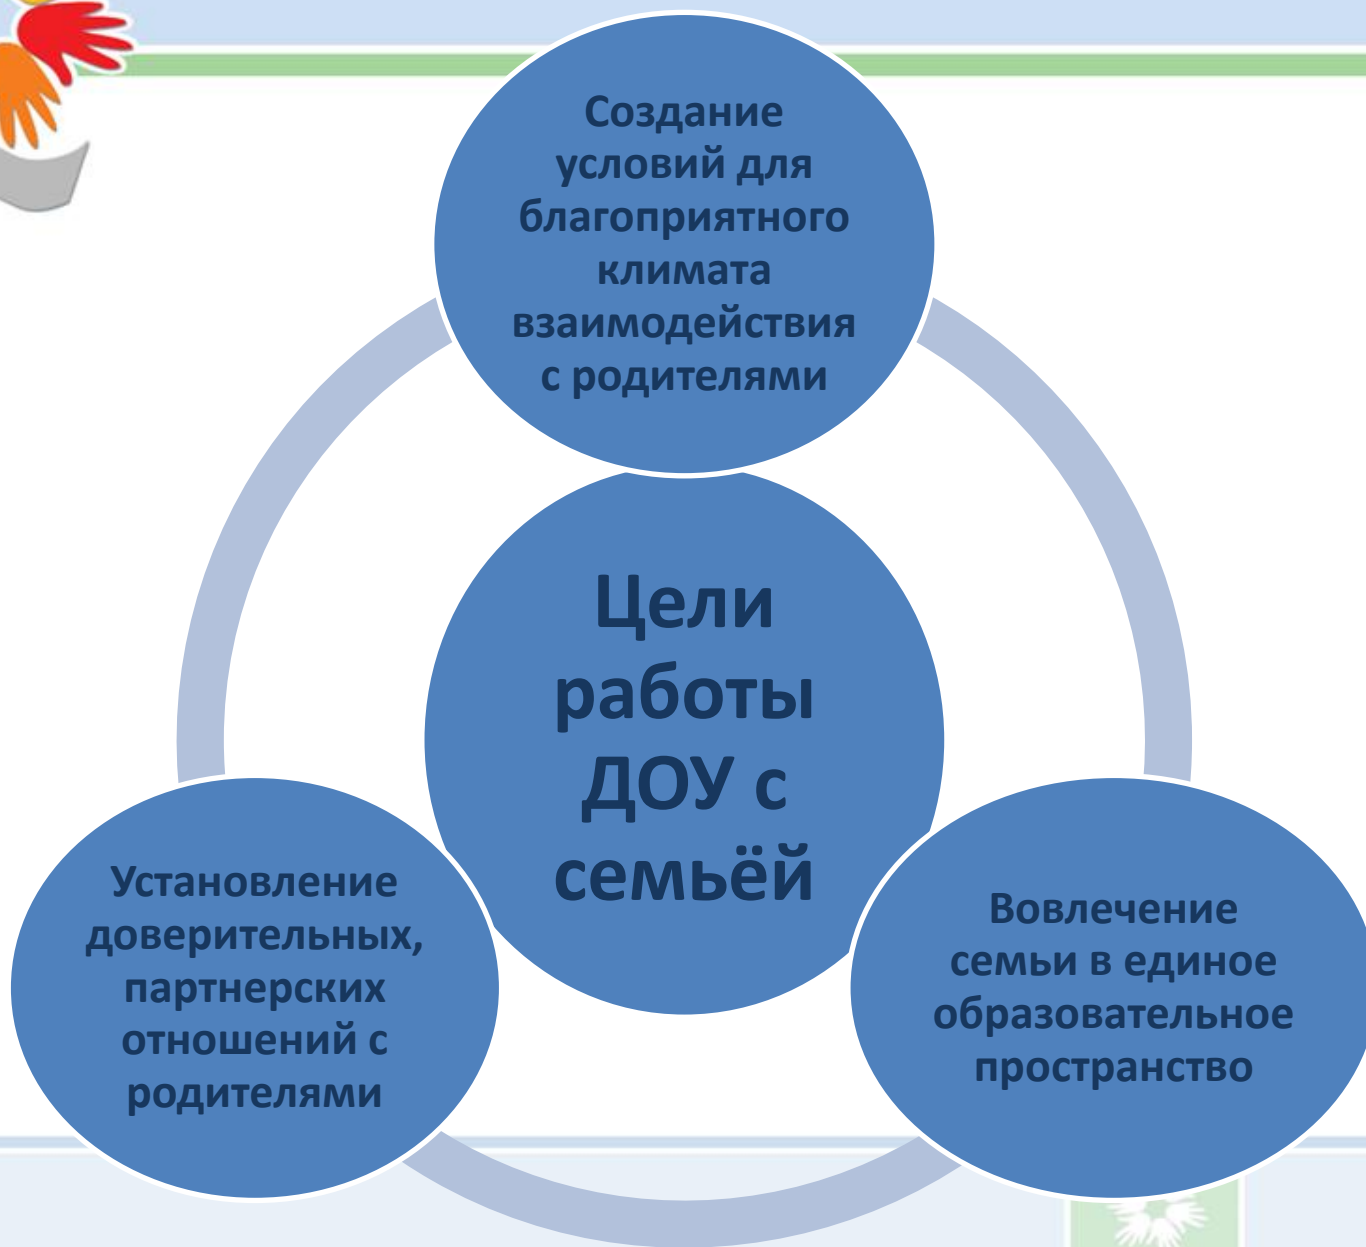 Создание
условий для
благоприятного
климата
взаимодействия
с родителями
Цели
работы
ДОУ с
семьёй
Установление
доверительных,
партнерских
отношений с
родителями
Вовлечение
семьи в единое
образовательное
пространство